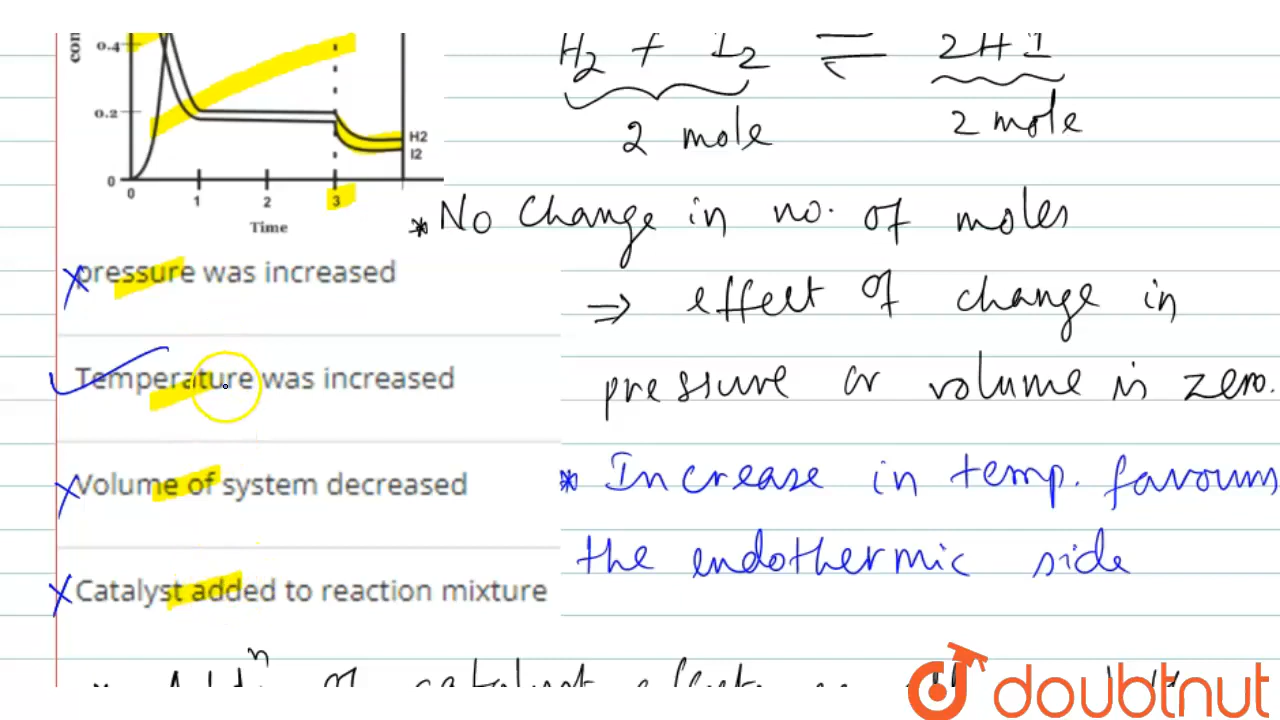 con
0.4
0.2
0
0 1 2 3
H2
I2
Time
pressure was increased
Temperature was increased
Volume of system decreased
Catalyst added to reaction mixture
H2 + I2 ⇌ 2HI
2 mole 2 mole
* No change in no. of moles
⇒ effect of change in
pressure or volume is zero.
* Increase in temp. favours
the endothermic side
of catalyst
doubtnut